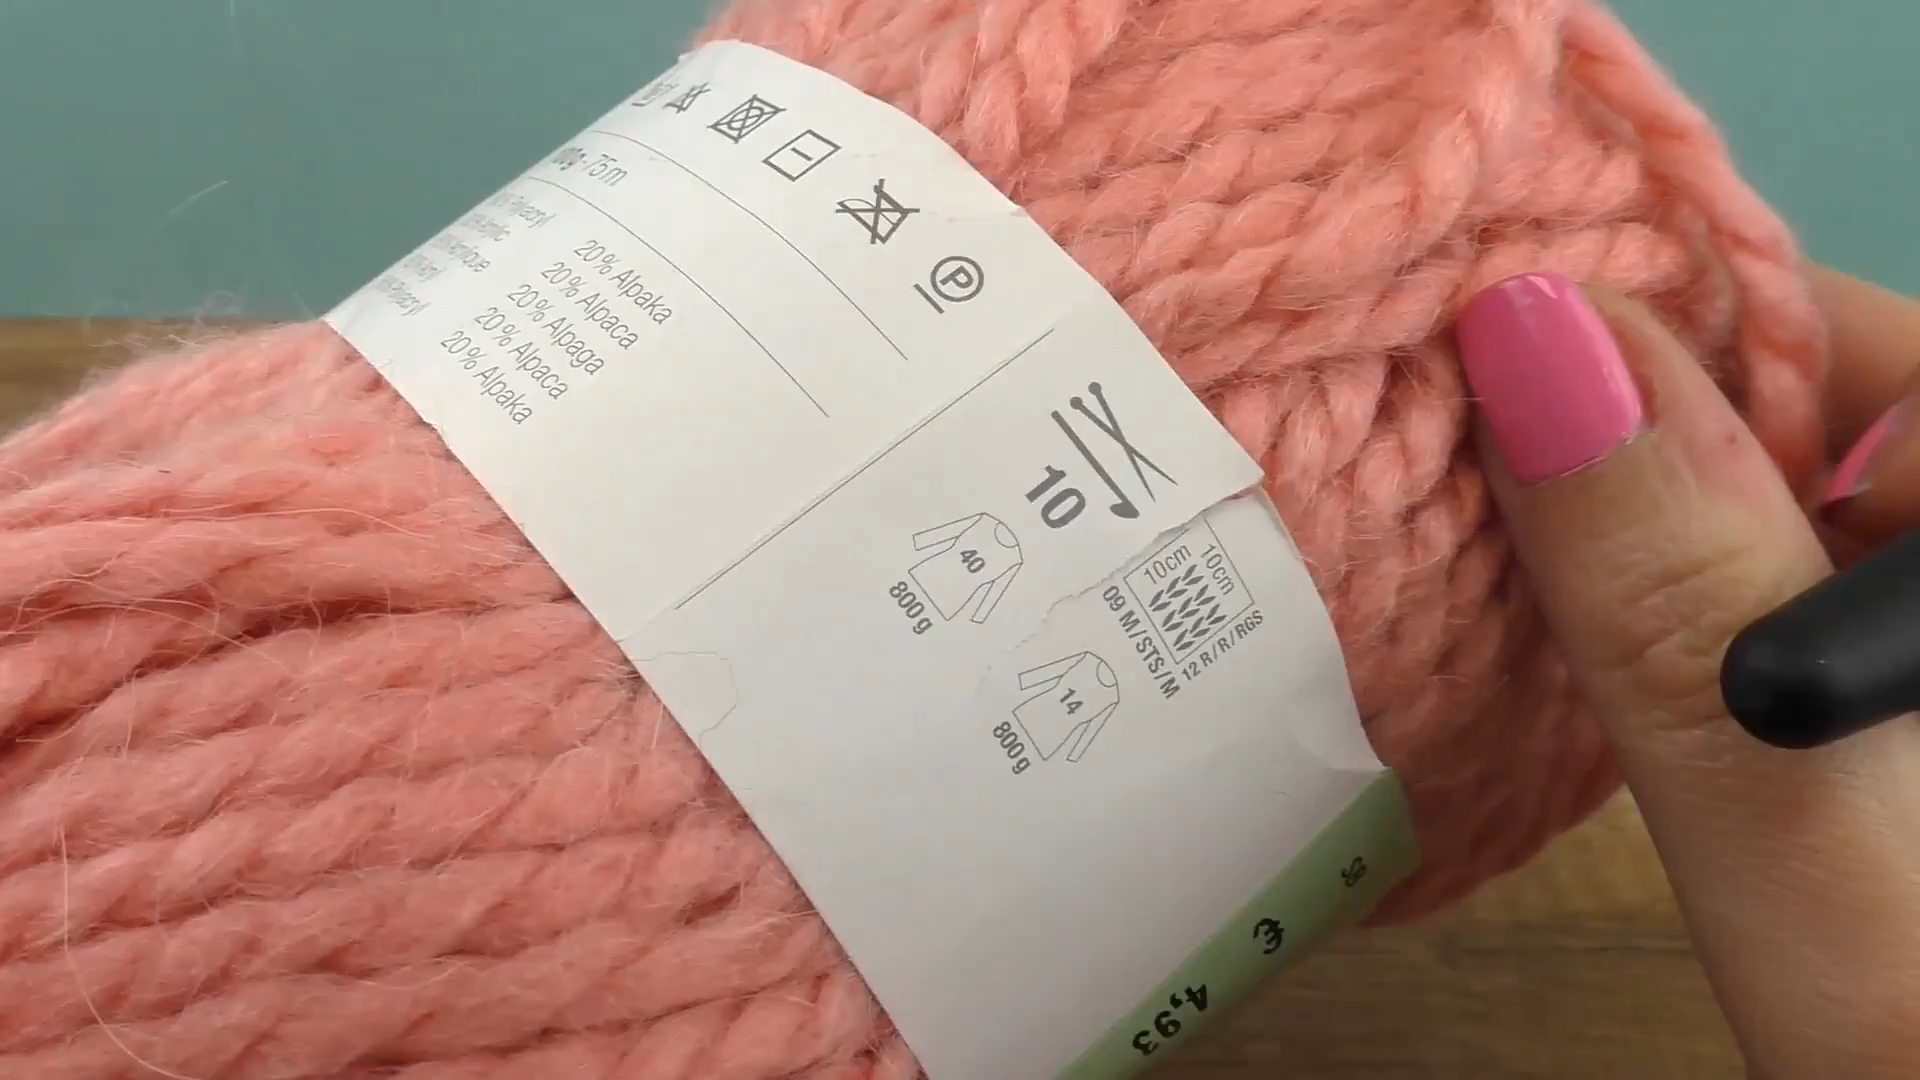 75m
20% Alpaka
20% Alpaca
20% Alpaga
20% Alpaca
20% Alpaka
P
10
40
800g
10cm 10cm
09 M/STS/M
12 R/R/RGS
14
800g
€ 4,93